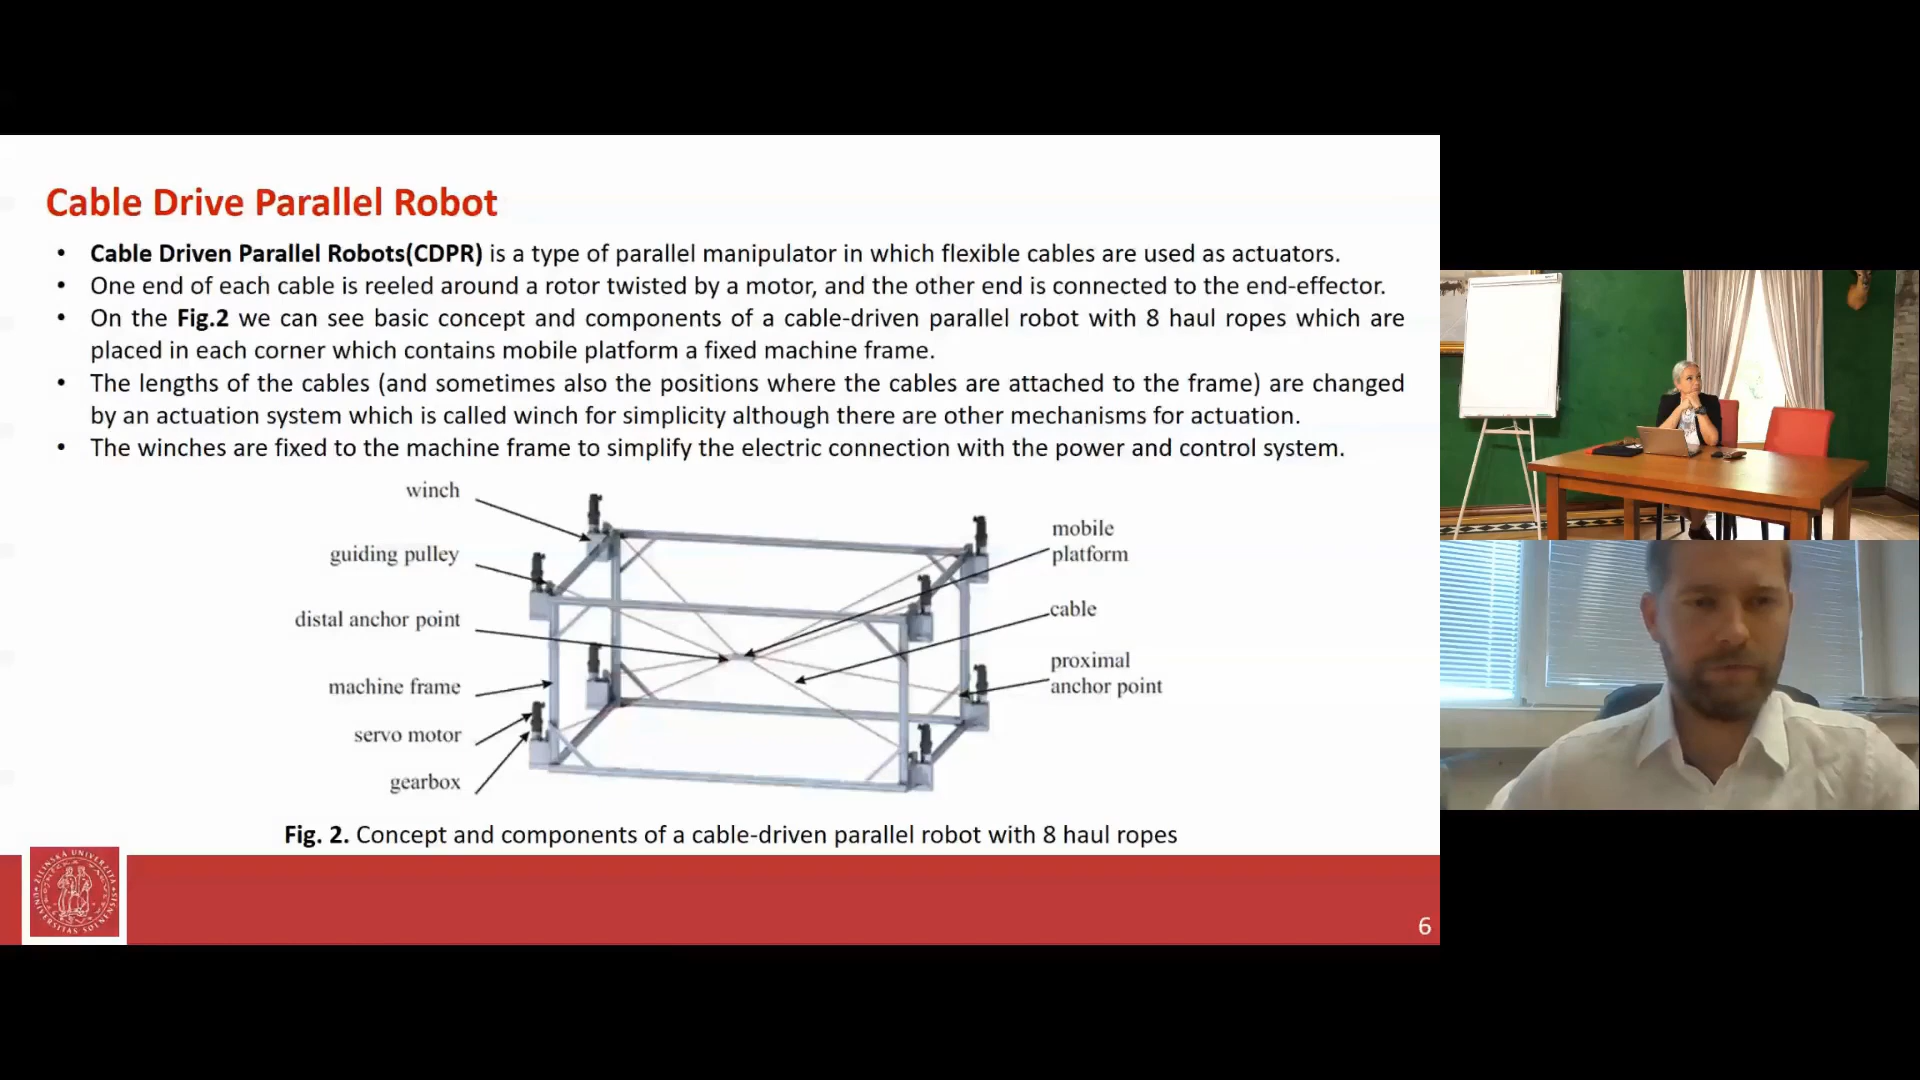 Cable Drive Parallel Robot
• Cable Driven Parallel Robots(CDPR) is a type of parallel manipulator in which flexible cables are used as actuators.
• One end of each cable is reeled around a rotor twisted by a motor, and the other end is connected to the end-effector.
• On the Fig.2 we can see basic concept and components of a cable-driven parallel robot with 8 haul ropes which are
placed in each corner which contains mobile platform a fixed machine frame.
• The lengths of the cables (and sometimes also the positions where the cables are attached to the frame) are changed
by an actuation system which is called winch for simplicity although there are other mechanisms for actuation.
• The winches are fixed to the machine frame to simplify the electric connection with the power and control system.
winch
guiding pulley
distal anchor point
machine frame
servo motor
gearbox
mobile
platform
cable
proximal
anchor point
Fig. 2. Concept and components of a cable-driven parallel robot with 8 haul ropes
ŽILINSKÁ UNIVERZITA
UNIVERSITAS SOLNENSIS
6